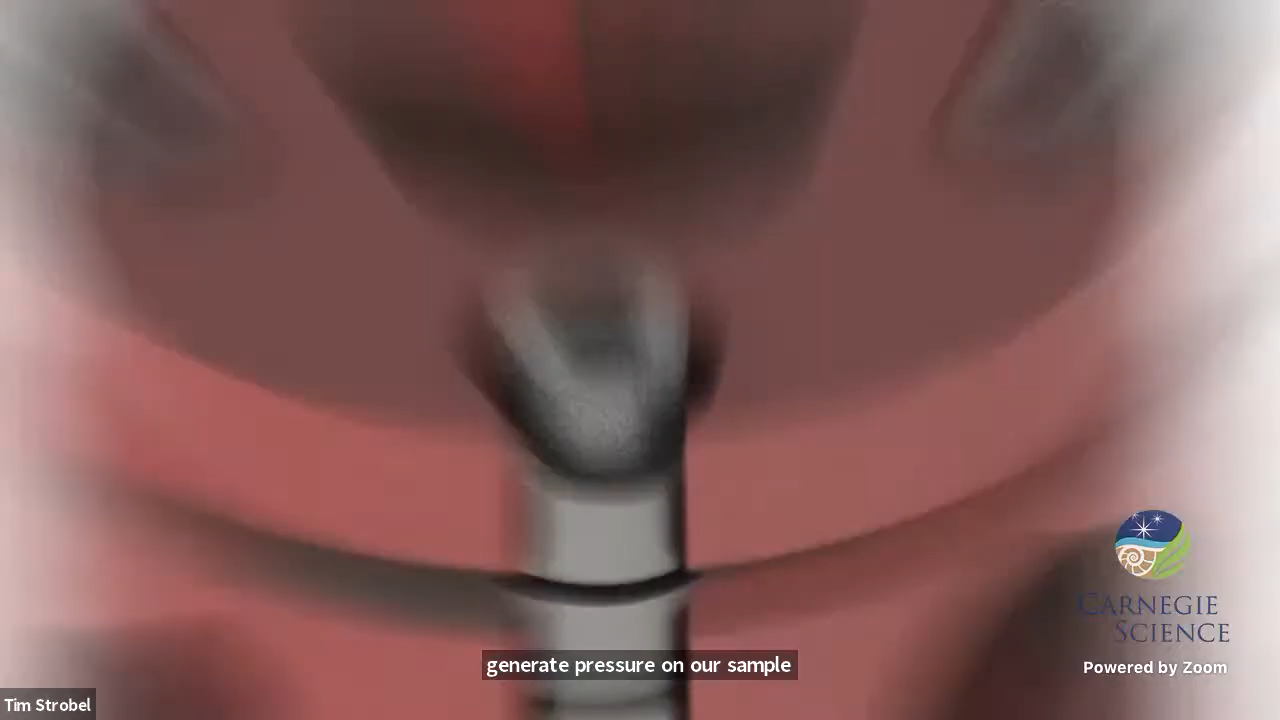 CARNEGIE
SCIENCE
Powered by Zoom
generate pressure on our sample
Tim Strobel